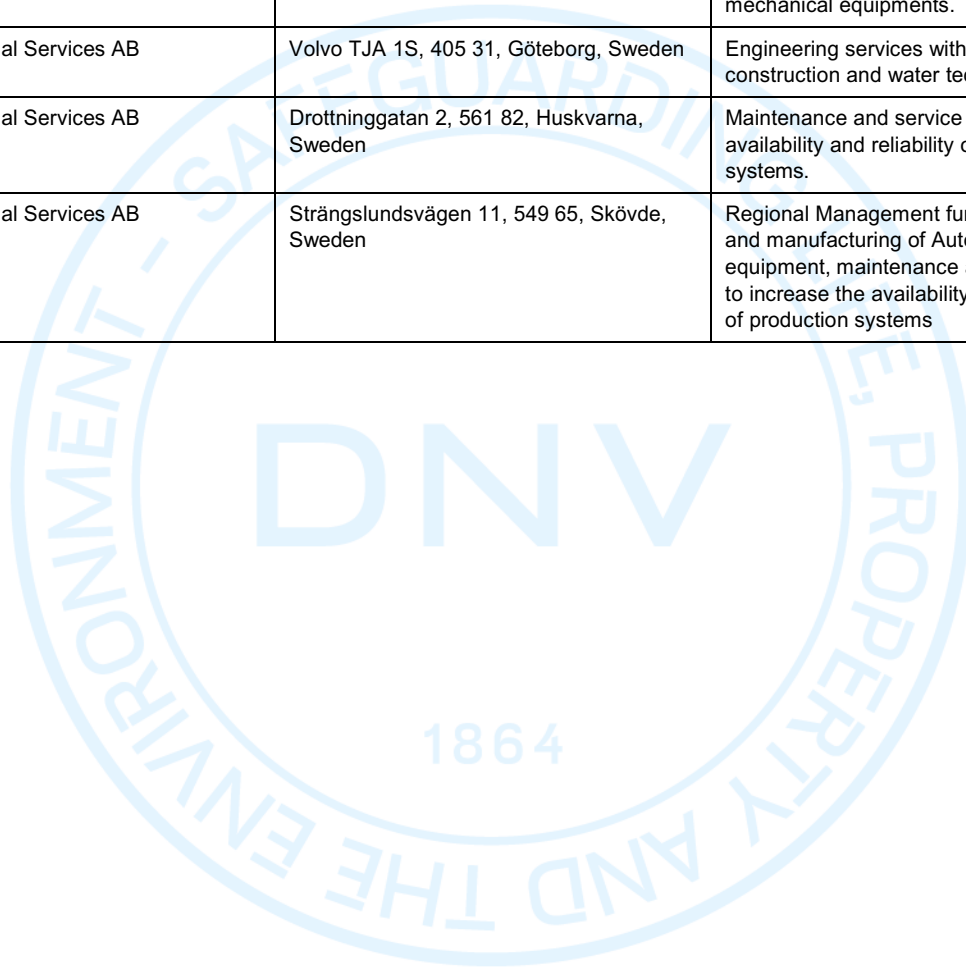 mechanical equipments.
al Services AB
Volvo TJA 1S, 405 31, Göteborg, Sweden
Engineering services with
construction and water te
al Services AB
Drottninggatan 2, 561 82, Huskvarna,
Sweden
Maintenance and service
availability and reliability
systems.
al Services AB
Strängslundsvägen 11, 549 65, Skövde,
Sweden
Regional Management fu
and manufacturing of Aut
equipment, maintenance
to increase the availability
of production systems
SAFEGUARDING LIFE, PROPERTY AND THE ENVIRONMENT -
DNV
1864